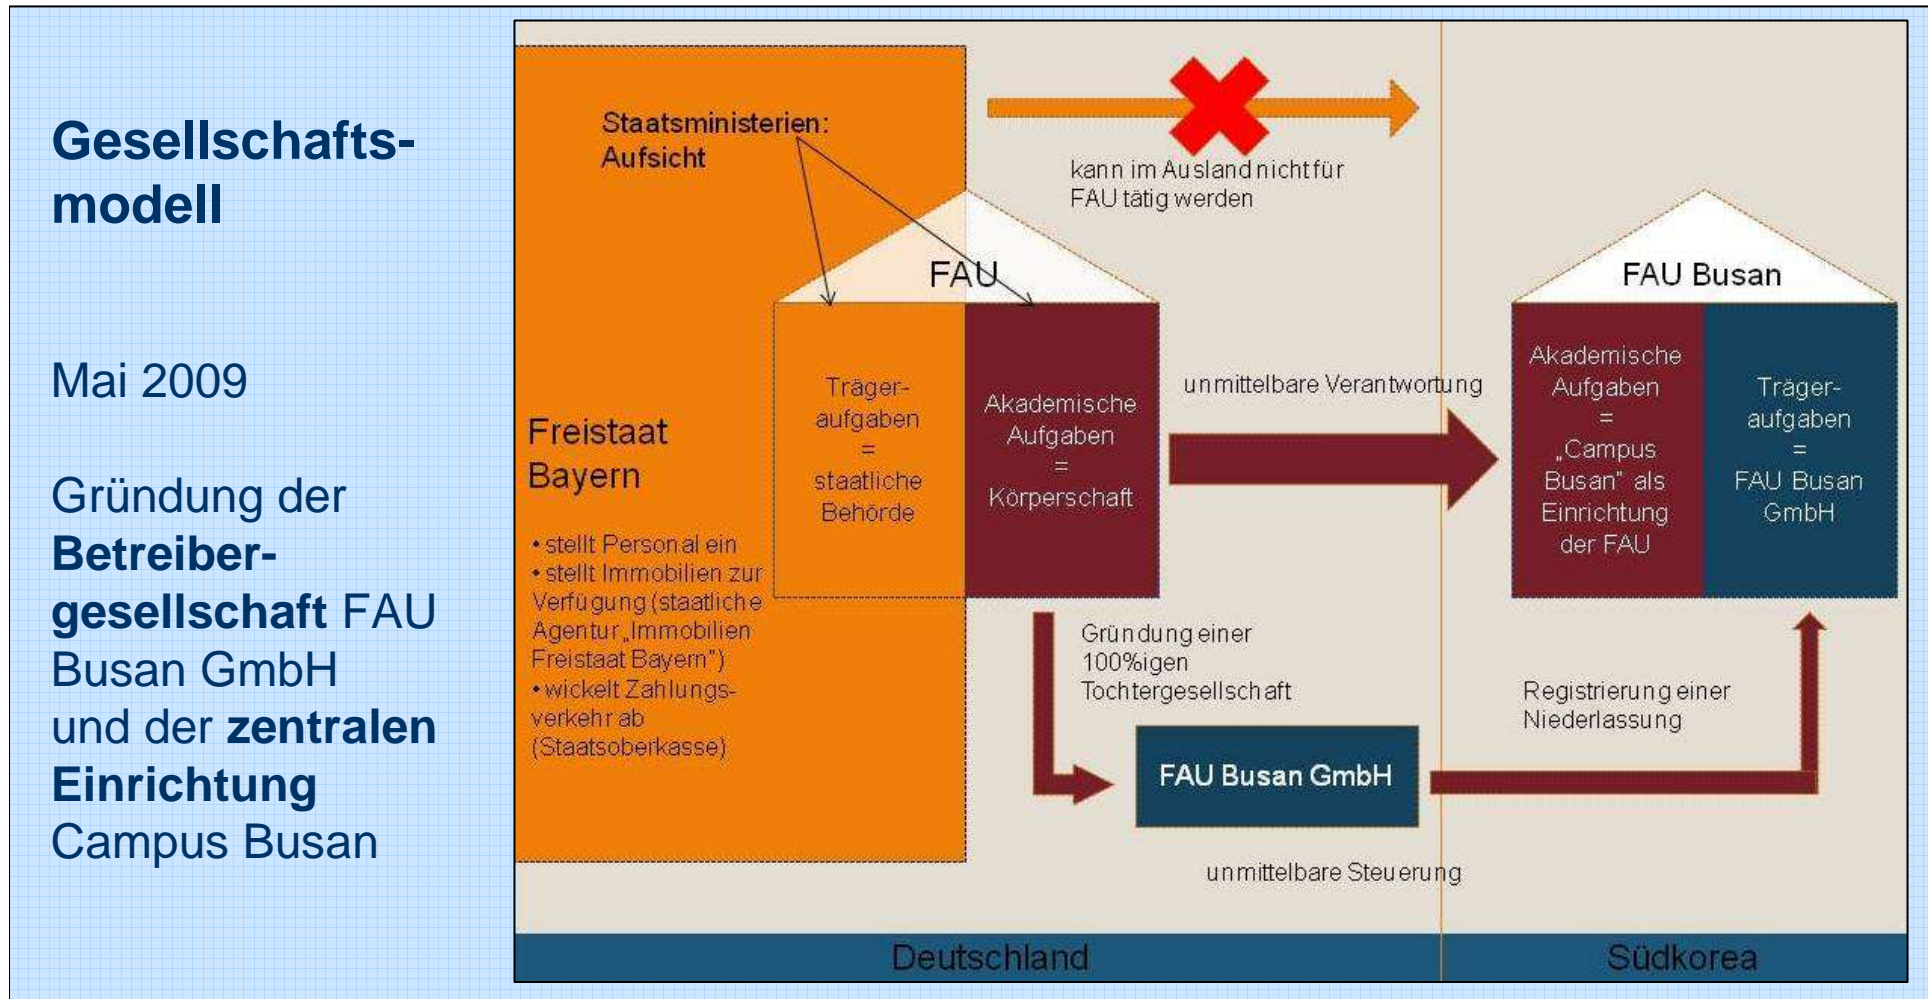 Gesellschafts-
modell
Mai 2009
Gründung der
Betreiber-
gesellschaft FAU
Busan GmbH
und der zentralen
Einrichtung
Campus Busan
Staatsministerien:
Aufsicht
kann im Ausland nicht für
FAU tätig werden
FAU
FAU Busan
Freistaat
Bayern
• stellt Personal ein
• stellt Immobilien zur
Verfügung (staatliche
Agentur „Immobilien
Freistaat Bayern")
• wickelt Zahlungs-
verkehr ab
(Staatsoberkasse)
Träger-
aufgaben
=
staatliche
Behörde
Akademische
Aufgaben
=
Körperschaft
unmittelbare Verantwortung
Akademische
Aufgaben
=
„Campus
Busan" als
Einrichtung
der FAU
Träger-
aufgaben
=
FAU Busan
GmbH
Gründung einer
100%igen
Tochtergesellschaft
Registrierung einer
Niederlassung
FAU Busan GmbH
unmittelbare Steuerung
Deutschland
Südkorea